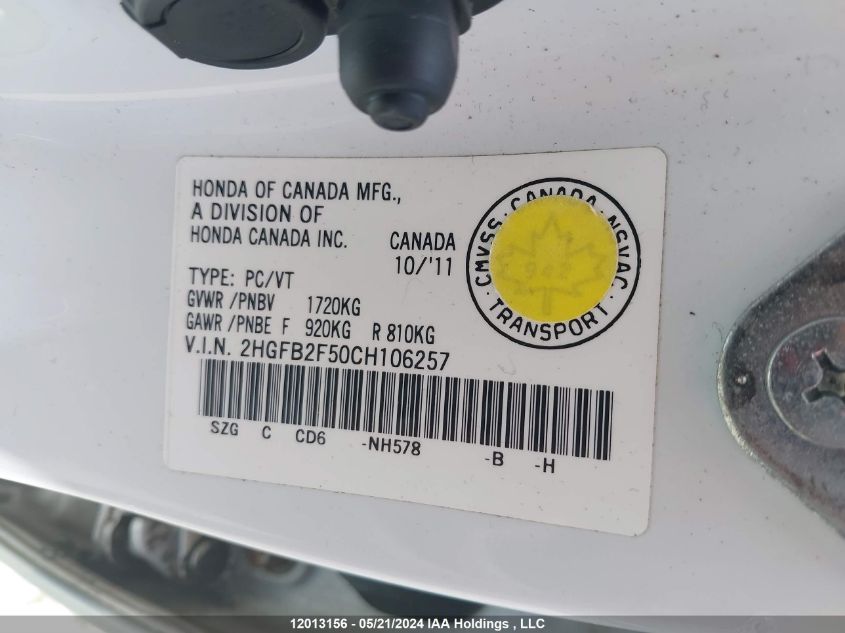 HONDA OF CANADA MFG.,
A DIVISION OF
HONDA CANADA INC.
CANADA
10/'11
TYPE: PC/VT
GVWR /PNBV 1720KG
GAWR /PNBE F 920KG R 810KG
V.I.N. 2HGFB2F50CH106257
SZG C CD6 -NH578 -B -H
CMVSS · CANADA · NSVAC ·
942
TRANSPORT
12013156 - 05/21/2024 IAA Holdings , LLC